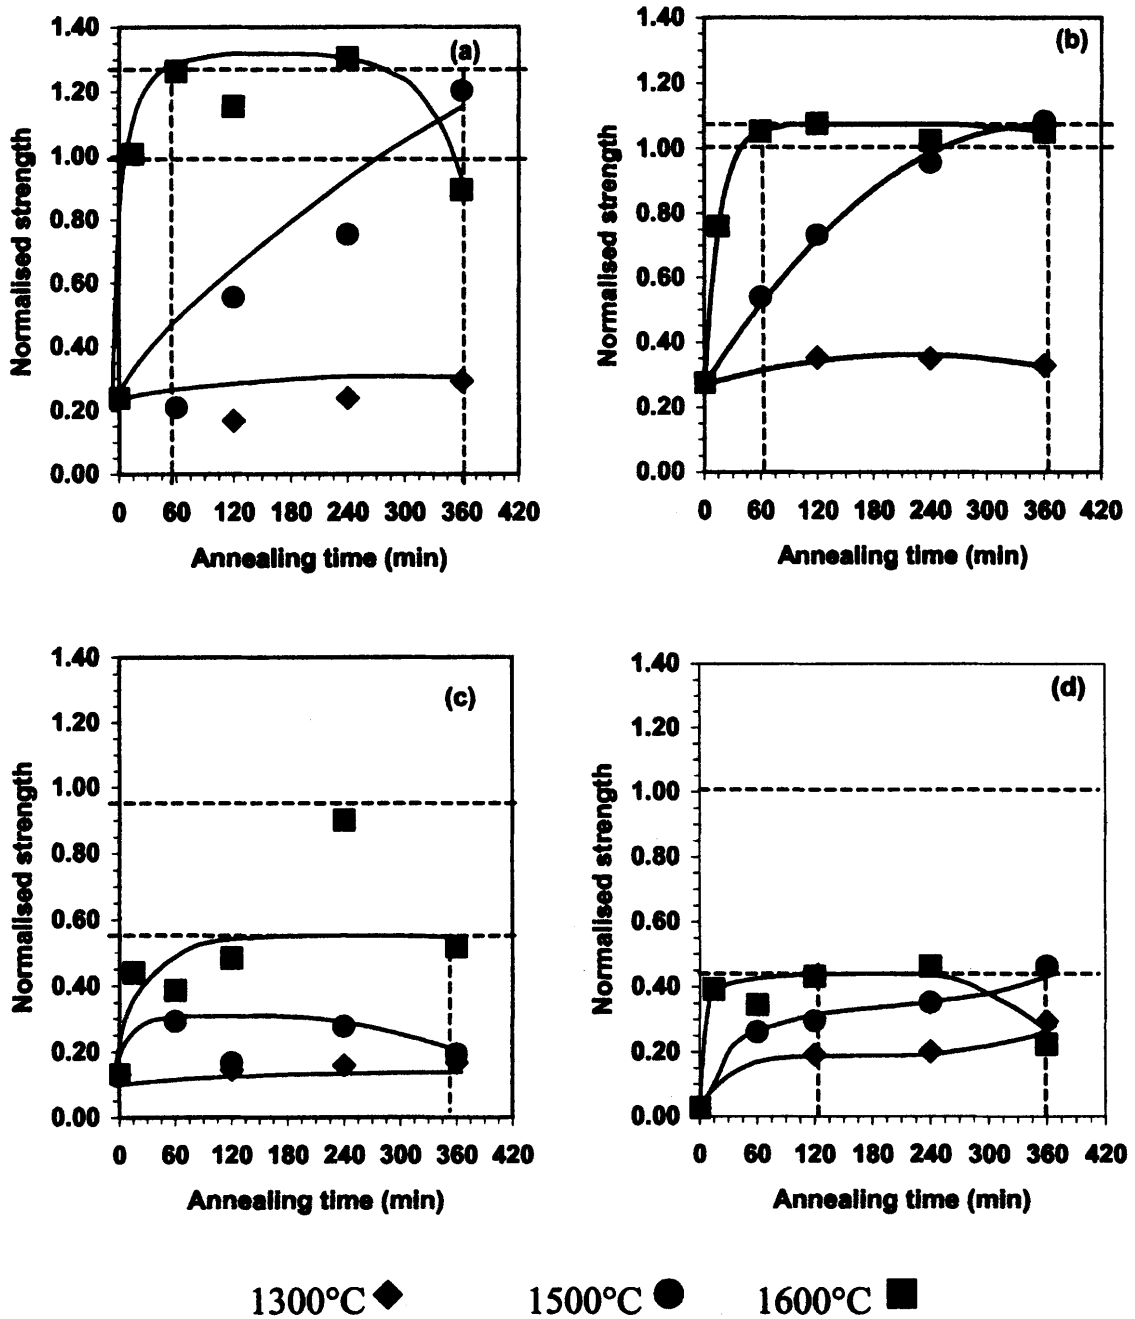 1.40
1.20
1.00
0.80
0.60
0.40
0.20
0.00
Normalised strength
(a)
0 60 120 180 240 300 360 420
Annealing time (min)
1.40
1.20
1.00
0.80
0.60
0.40
0.20
0.00
Normalised strength
(b)
0 60 120 180 240 300 360 420
Annealing time (min)
1.40
1.20
1.00
0.80
0.60
0.40
0.20
0.00
Normalised strength
(c)
0 60 120 180 240 300 360 420
Annealing time (min)
1.40
1.20
1.00
0.80
0.60
0.40
0.20
0.00
Normalised strength
(d)
0 60 120 180 240 300 360 420
Annealing time (min)
1300°C 1500°C 1600°C